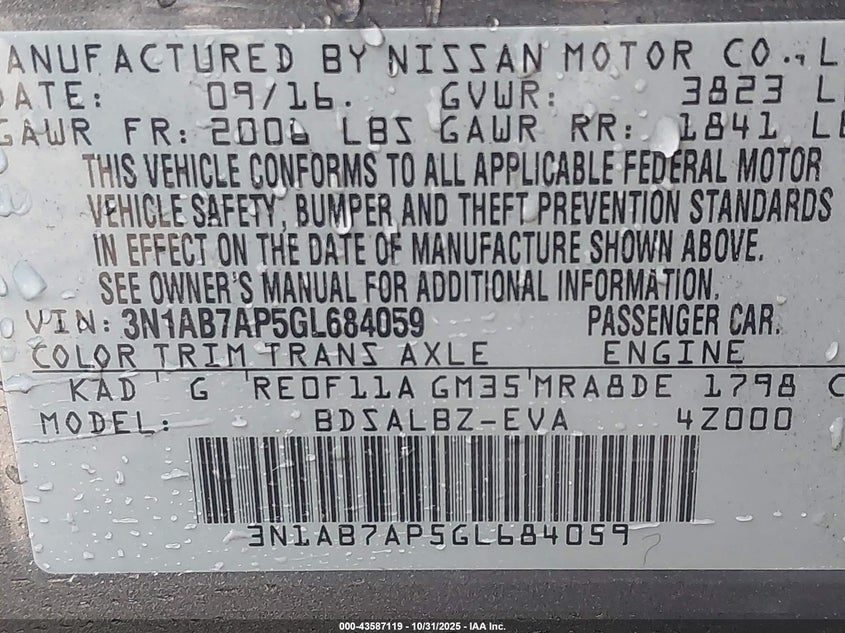 ANUFACTURED BY NISSAN MOTOR CO., L
DATE: 09/16. GVWR: 3823 L
GAWR FR: 2006 LBS GAWR RR: 1841 LB
THIS VEHICLE CONFORMS TO ALL APPLICABLE FEDERAL MOTOR
VEHICLE SAFETY, BUMPER AND THEFT PREVENTION STANDARDS
IN EFFECT ON THE DATE OF MANUFACTURE SHOWN ABOVE.
SEE OWNER'S MANUAL FOR ADDITIONAL INFORMATION.
VIN: 3N1AB7AP5GL684059 PASSENGER CAR.
COLOR TRIM TRANS AXLE ENGINE
KAD G RE0F11A GM35 MRA8DE 1798 C
MODEL: BDSALBZ-EVA 4Z000
3N1AB7AP5GL684059
000-43587119 - 10/31/2025 - IAA Inc.